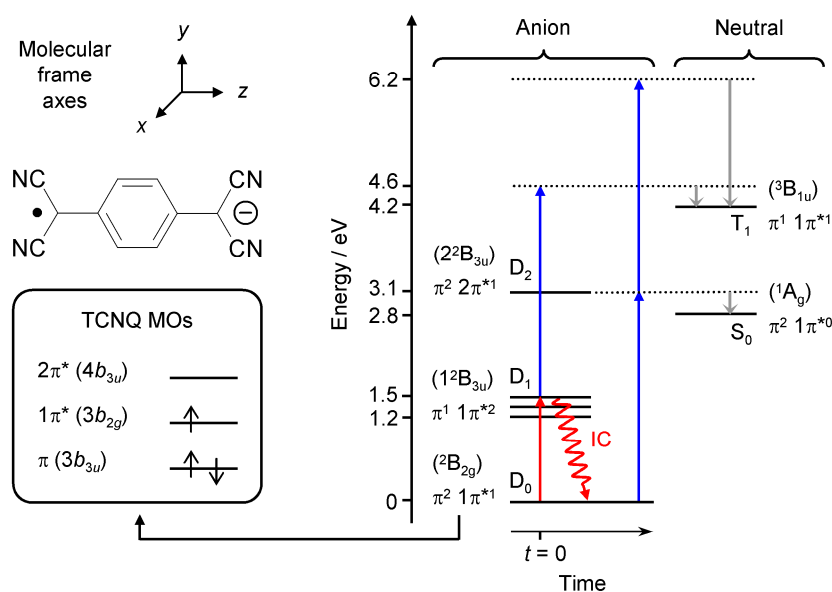 Molecular
frame
axes
y
z
x
NC
CN
NC
CN
TCNQ MOs
2π* (4b₃ᵤ)
1π* (3b₂g)
π (3b₃ᵤ)
Energy / eV
Anion
Neutral
6.2
4.6
4.2
3.1
2.8
1.5
1.2
0
(³B₁ᵤ)
T₁
π¹ 1π*¹
(2²B₃ᵤ)
D₂
π² 2π*¹
(¹Ag)
S₀
π² 1π*⁰
(1²B₃ᵤ)
D₁
π¹ 1π*²
IC
(²B₂g)
D₀
π² 1π*¹
t = 0
Time